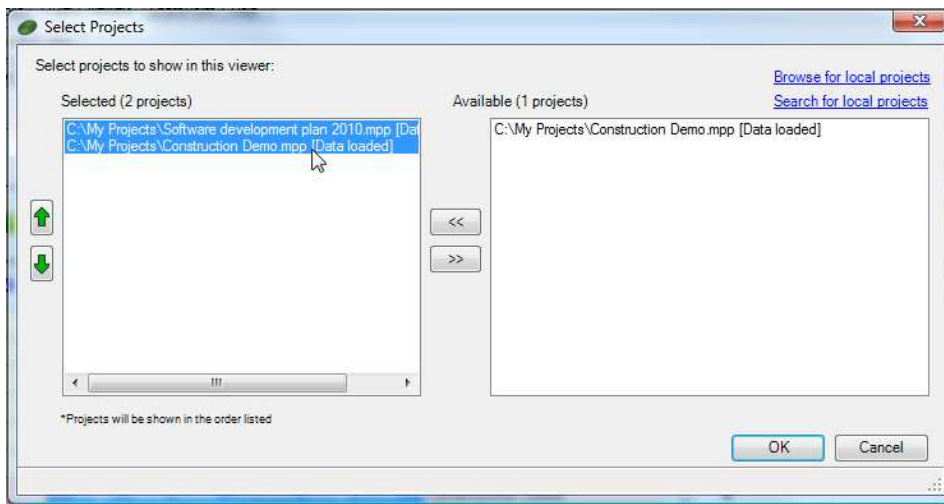 Select Projects
Select projects to show in this viewer:
Browse for local projects
Selected (2 projects)
Available (1 projects)
Search for local projects
C:\My Projects\Software development plan 2010.mpp [Dat
C:\My Projects\Construction Demo.mpp [Data loaded]
C:\My Projects\Construction Demo.mpp [Data loaded]
<<
>>
*Projects will be shown in the order listed
OK
Cancel